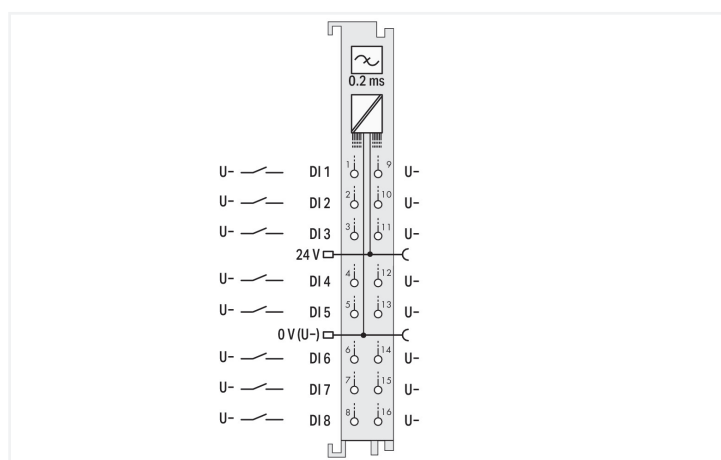 0.2 ms
U- DI 1 1 9 U-
U- DI 2 2 10 U-
U- DI 3 3 11 U-
24 V
U- DI 4 4 12 U-
U- DI 5 5 13 U-
0 V (U-)
U- DI 6 6 14 U-
U- DI 7 7 15 U-
U- DI 8 8 16 U-